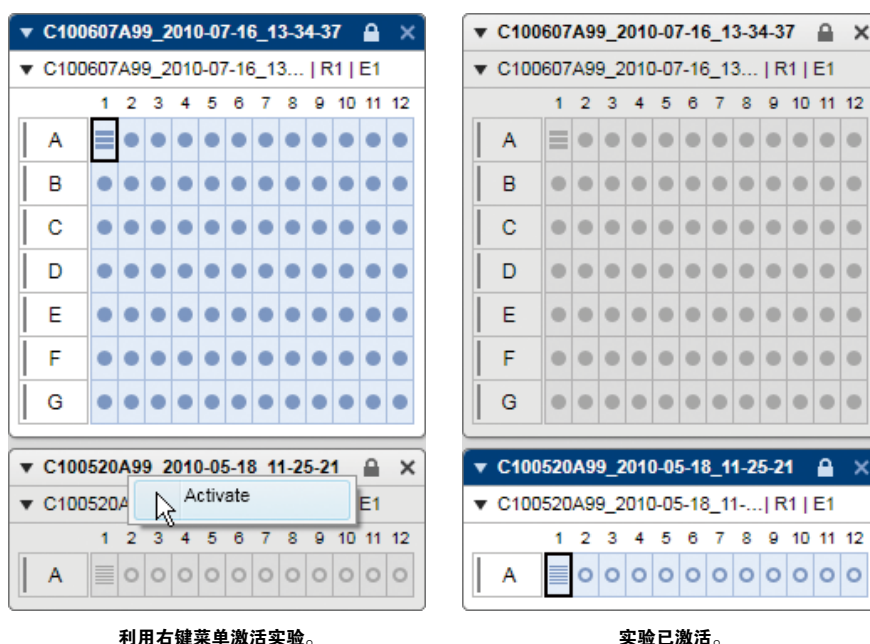 C100607A99_2010-07-16_13-34-37
C100607A99_2010-07-16_13... | R1 | E1
1 2 3 4 5 6 7 8 9 10 11 12
A
B
C
D
E
F
G
C100520A99_2010-05-18_11-25-21
C100520A
Activate
E1
1 2 3 4 5 6 7 8 9 10 11 12
A
利用右键菜单激活实验。
C100607A99_2010-07-16_13-34-37
C100607A99_2010-07-16_13... | R1 | E1
1 2 3 4 5 6 7 8 9 10 11 12
A
B
C
D
E
F
G
C100520A99_2010-05-18_11-25-21
C100520A99_2010-05-18_11-...| R1 | E1
1 2 3 4 5 6 7 8 9 10 11 12
A
实验已激活。